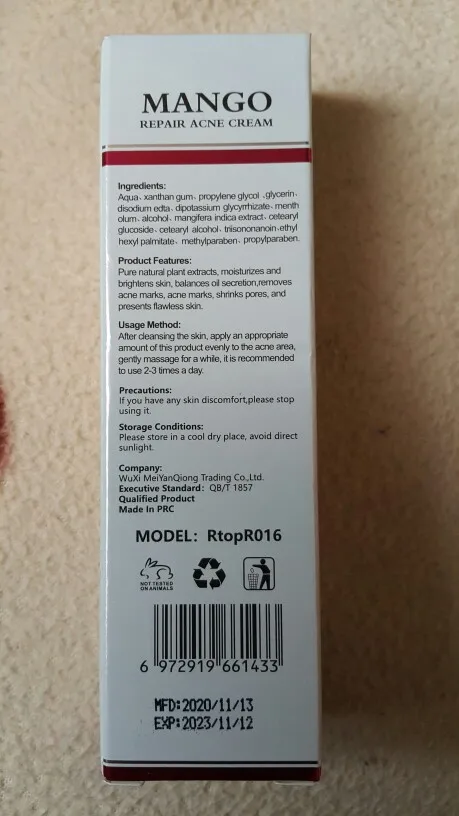 MANGO
REPAIR ACNE CREAM
Ingredients:
Aqua、xanthan gum、propylene glycol、glycerin、
disodium edta、dipotassium glycyrrhizate、menth
olum、alcohol、mangifera indica extract、cetearyl
glucoside、cetearyl alcohol、triisononanoin、ethyl
hexyl palmitate、methylparaben、propylparaben.
Product Features:
Pure natural plant extracts, moisturizes and
brightens skin, balances oil secretion,removes
acne marks, acne marks, shrinks pores, and
presents flawless skin.
Usage Method:
After cleansing the skin, apply an appropriate
amount of this product evenly to the acne area,
gently massage for a while, it is recommended
to use 2-3 times a day.
Precautions:
If you have any skin discomfort,please stop
using it.
Storage Conditions:
Please store in a cool dry place, avoid direct
sunlight.
Company:
WuXi MeiYanQiong Trading Co.,Ltd.
Executive Standard: QB/T 1857
Qualified Product
Made In PRC
MODEL: RtopR016
NOT TESTED
ON ANIMALS
6 972919 661433
MFD:2020/11/13
EXP:2023/11/12